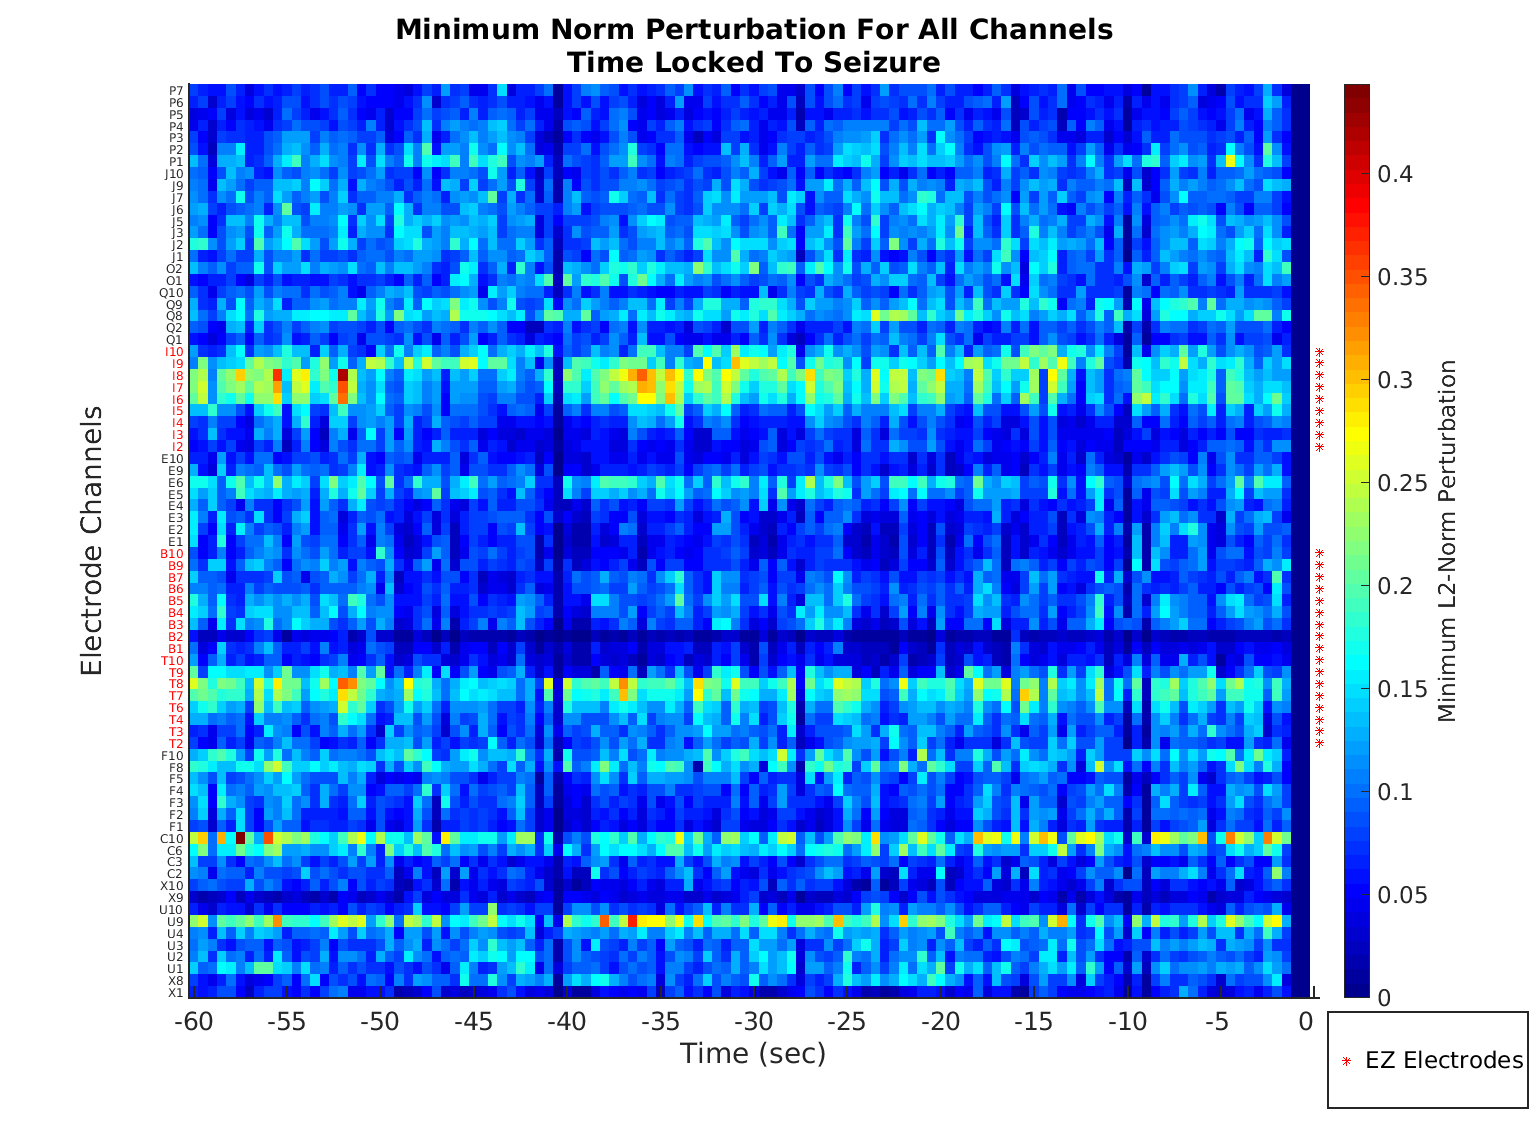 Minimum Norm Perturbation For All Channels
Time Locked To Seizure
Electrode Channels
P7
P6
P5
P4
P3
P2
P1
J10
J9
J7
J6
J5
J3
J2
J1
O2
O1
Q10
Q9
Q8
Q2
Q1
I10
I9
I8
I7
I6
I5
I4
I3
I2
E10
E9
E6
E5
E4
E3
E2
E1
B10
B9
B7
B6
B5
B4
B3
B2
B1
T10
T9
T8
T7
T6
T4
T3
T2
F10
F8
F5
F4
F3
F2
F1
C10
C6
C3
C2
X10
X9
U10
U9
U4
U3
U2
U1
X8
X1
-60 -55 -50 -45 -40 -35 -30 -25 -20 -15 -10 -5 0
Time (sec)
0.4
0.35
0.3
0.25
0.2
0.15
0.1
0.05
0
Minimum L2-Norm Perturbation
EZ Electrodes